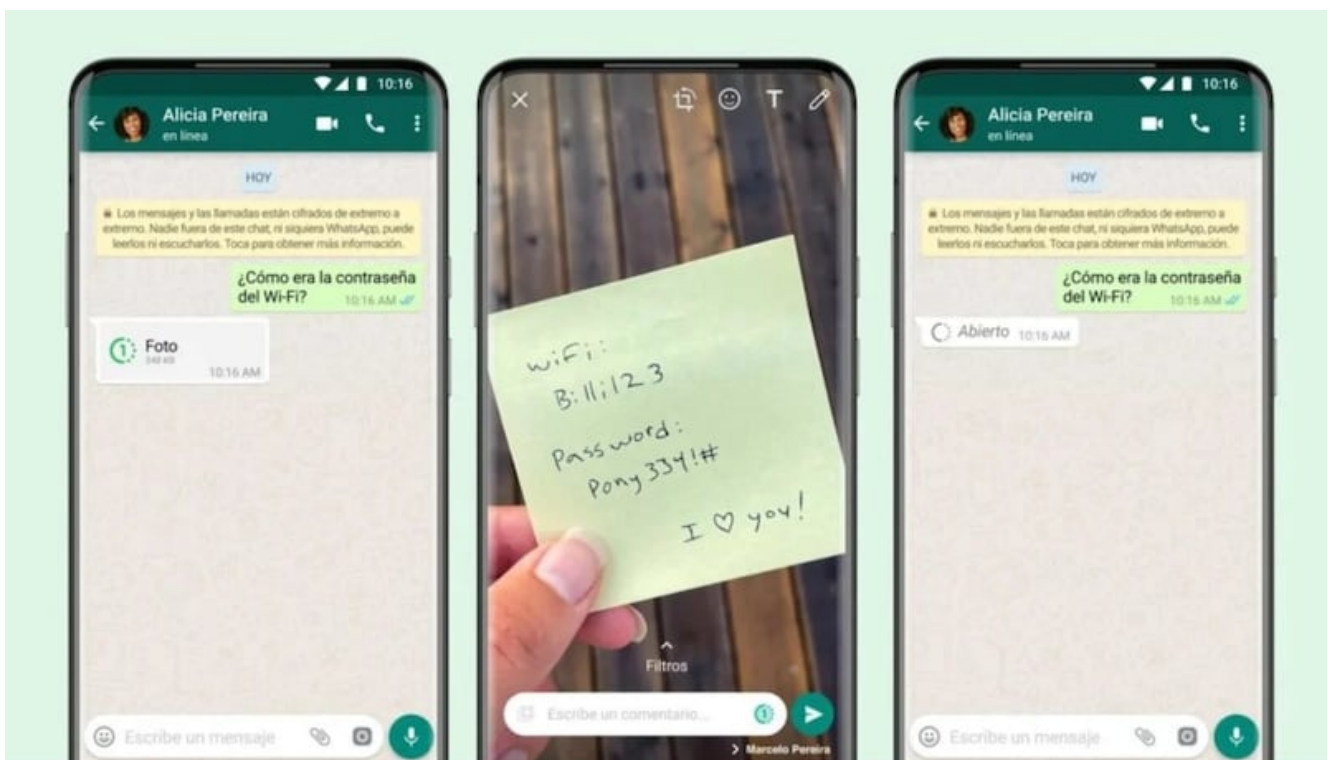 10:16
Alicia Pereira
en línea
HOY
Los mensajes y las llamadas están cifrados de extremo a
extremo. Nadie fuera de este chat, ni siquiera WhatsApp, puede
leerlos ni escucharlos. Toca para obtener más información.
¿Cómo era la contraseña
del Wi-Fi? 10:16 AM
1 Foto
348 KB
10:16 AM
Escribe un mensaje
T
wiFi:
Billi123
Password:
Pony334!#
I ♡ you!
Filtros
Escribe un comentario... 1
Marcelo Pereira
10:16
Alicia Pereira
en línea
HOY
Los mensajes y las llamadas están cifrados de extremo a
extremo. Nadie fuera de este chat, ni siquiera WhatsApp, puede
leerlos ni escucharlos. Toca para obtener más información.
¿Cómo era la contraseña
del Wi-Fi? 10:16 AM
Abierto 10:16 AM
Escribe un mensaje